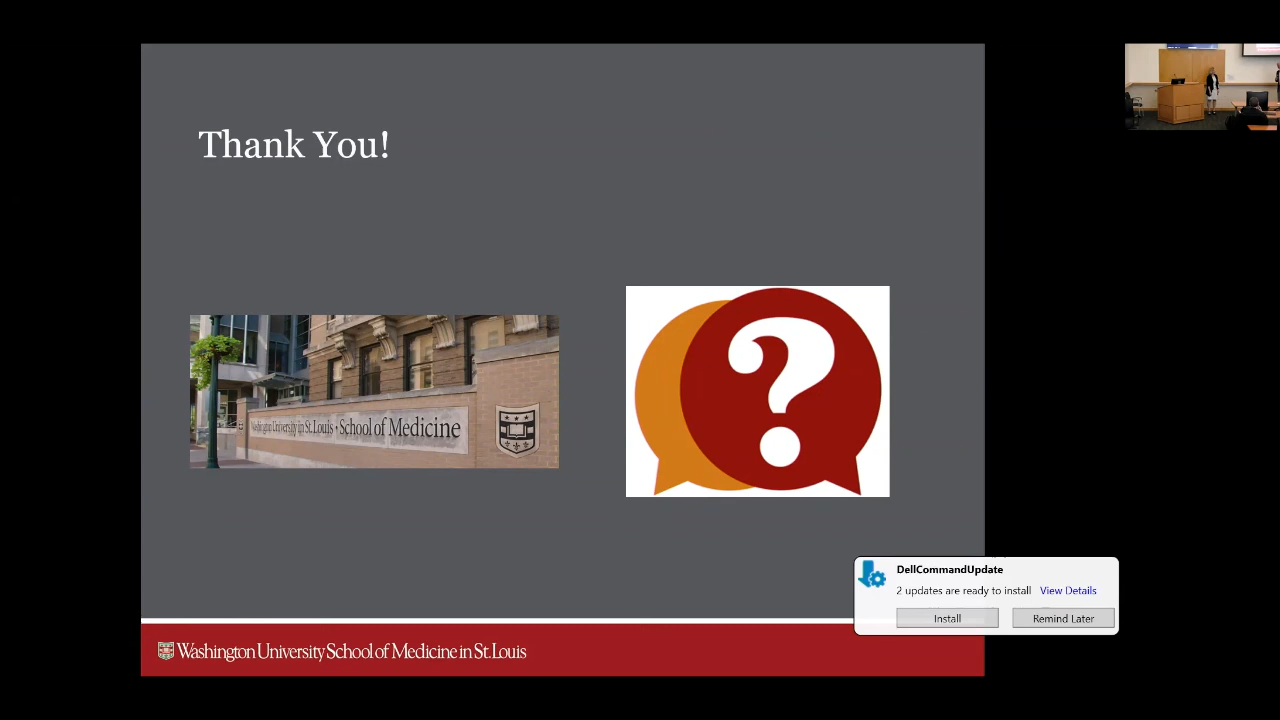 Thank You!
Washington University in St. Louis • School of Medicine
?
DellCommandUpdate
2 updates are ready to install View Details
Install Remind Later
Washington University School of Medicine in St. Louis